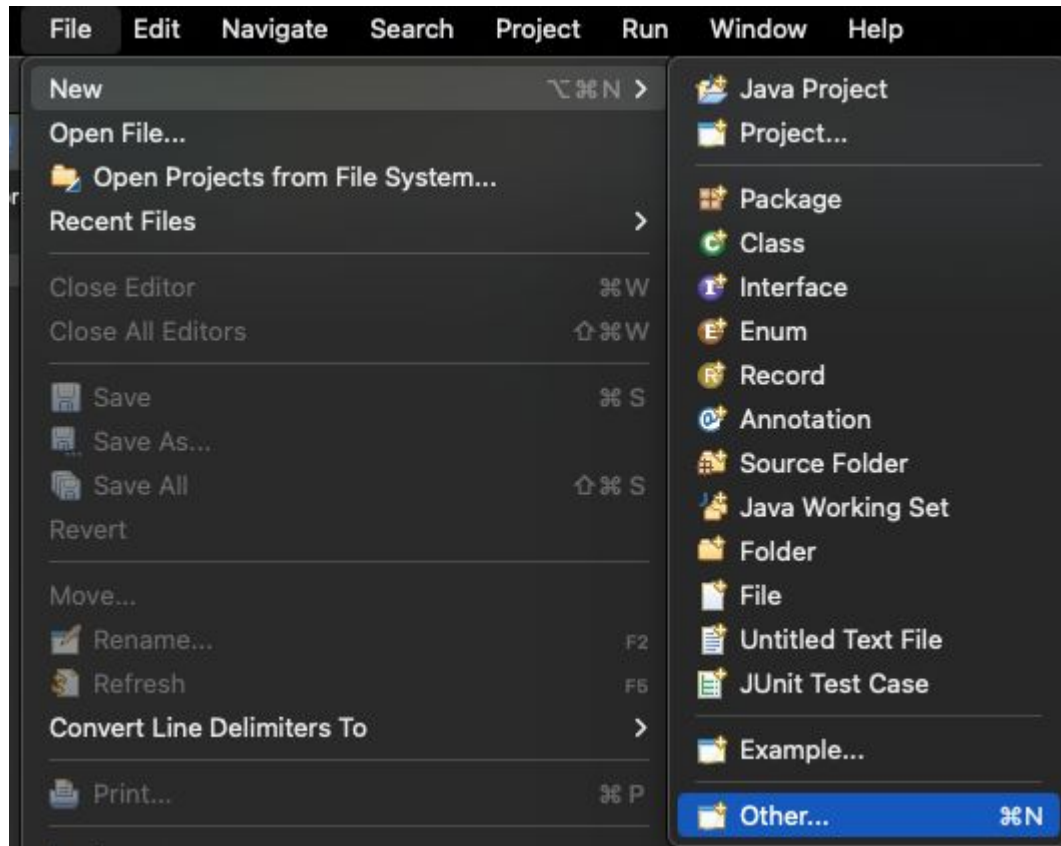 File Edit Navigate Search Project Run Window Help
New ⌥⌘N >
Open File...
Open Projects from File System...
Recent Files >
Close Editor ⌘W
Close All Editors ⇧⌘W
Save ⌘S
Save As...
Save All ⇧⌘S
Revert
Move...
Rename... F2
Refresh F5
Convert Line Delimiters To >
Print... ⌘P
Java Project
Project...
Package
Class
Interface
Enum
Record
Annotation
Source Folder
Java Working Set
Folder
File
Untitled Text File
JUnit Test Case
Example...
Other... ⌘N